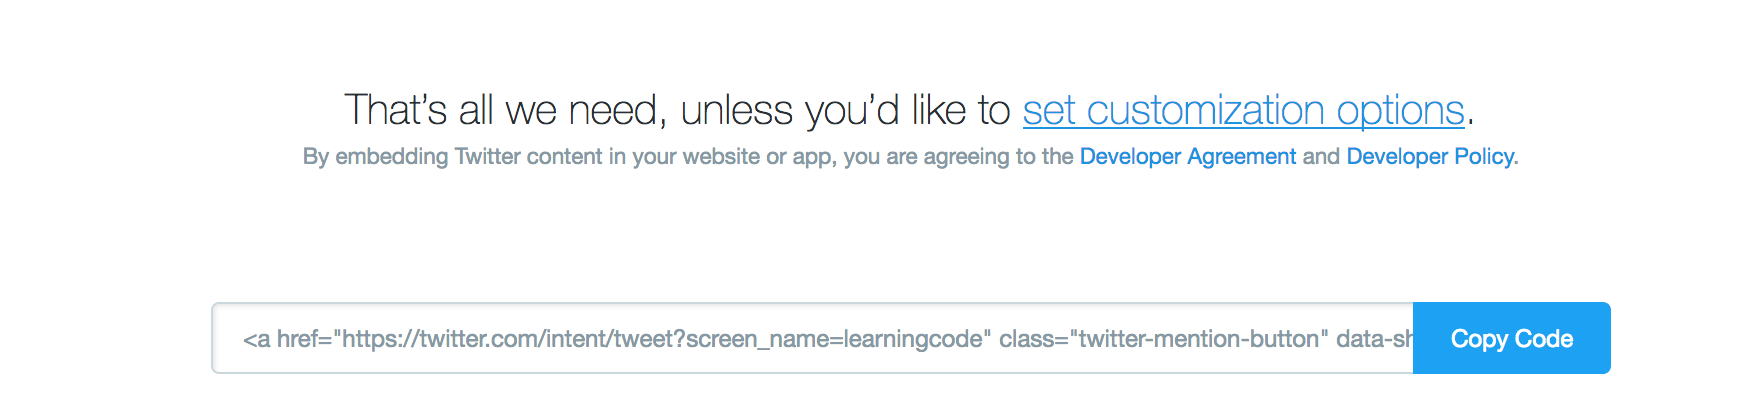 That’s all we need, unless you’d like to set customization options.
By embedding Twitter content in your website or app, you are agreeing to the Developer Agreement and Developer Policy.
<a href="https://twitter.com/intent/tweet?screen_name=learningcode" class="twitter-mention-button" data-sh Copy Code